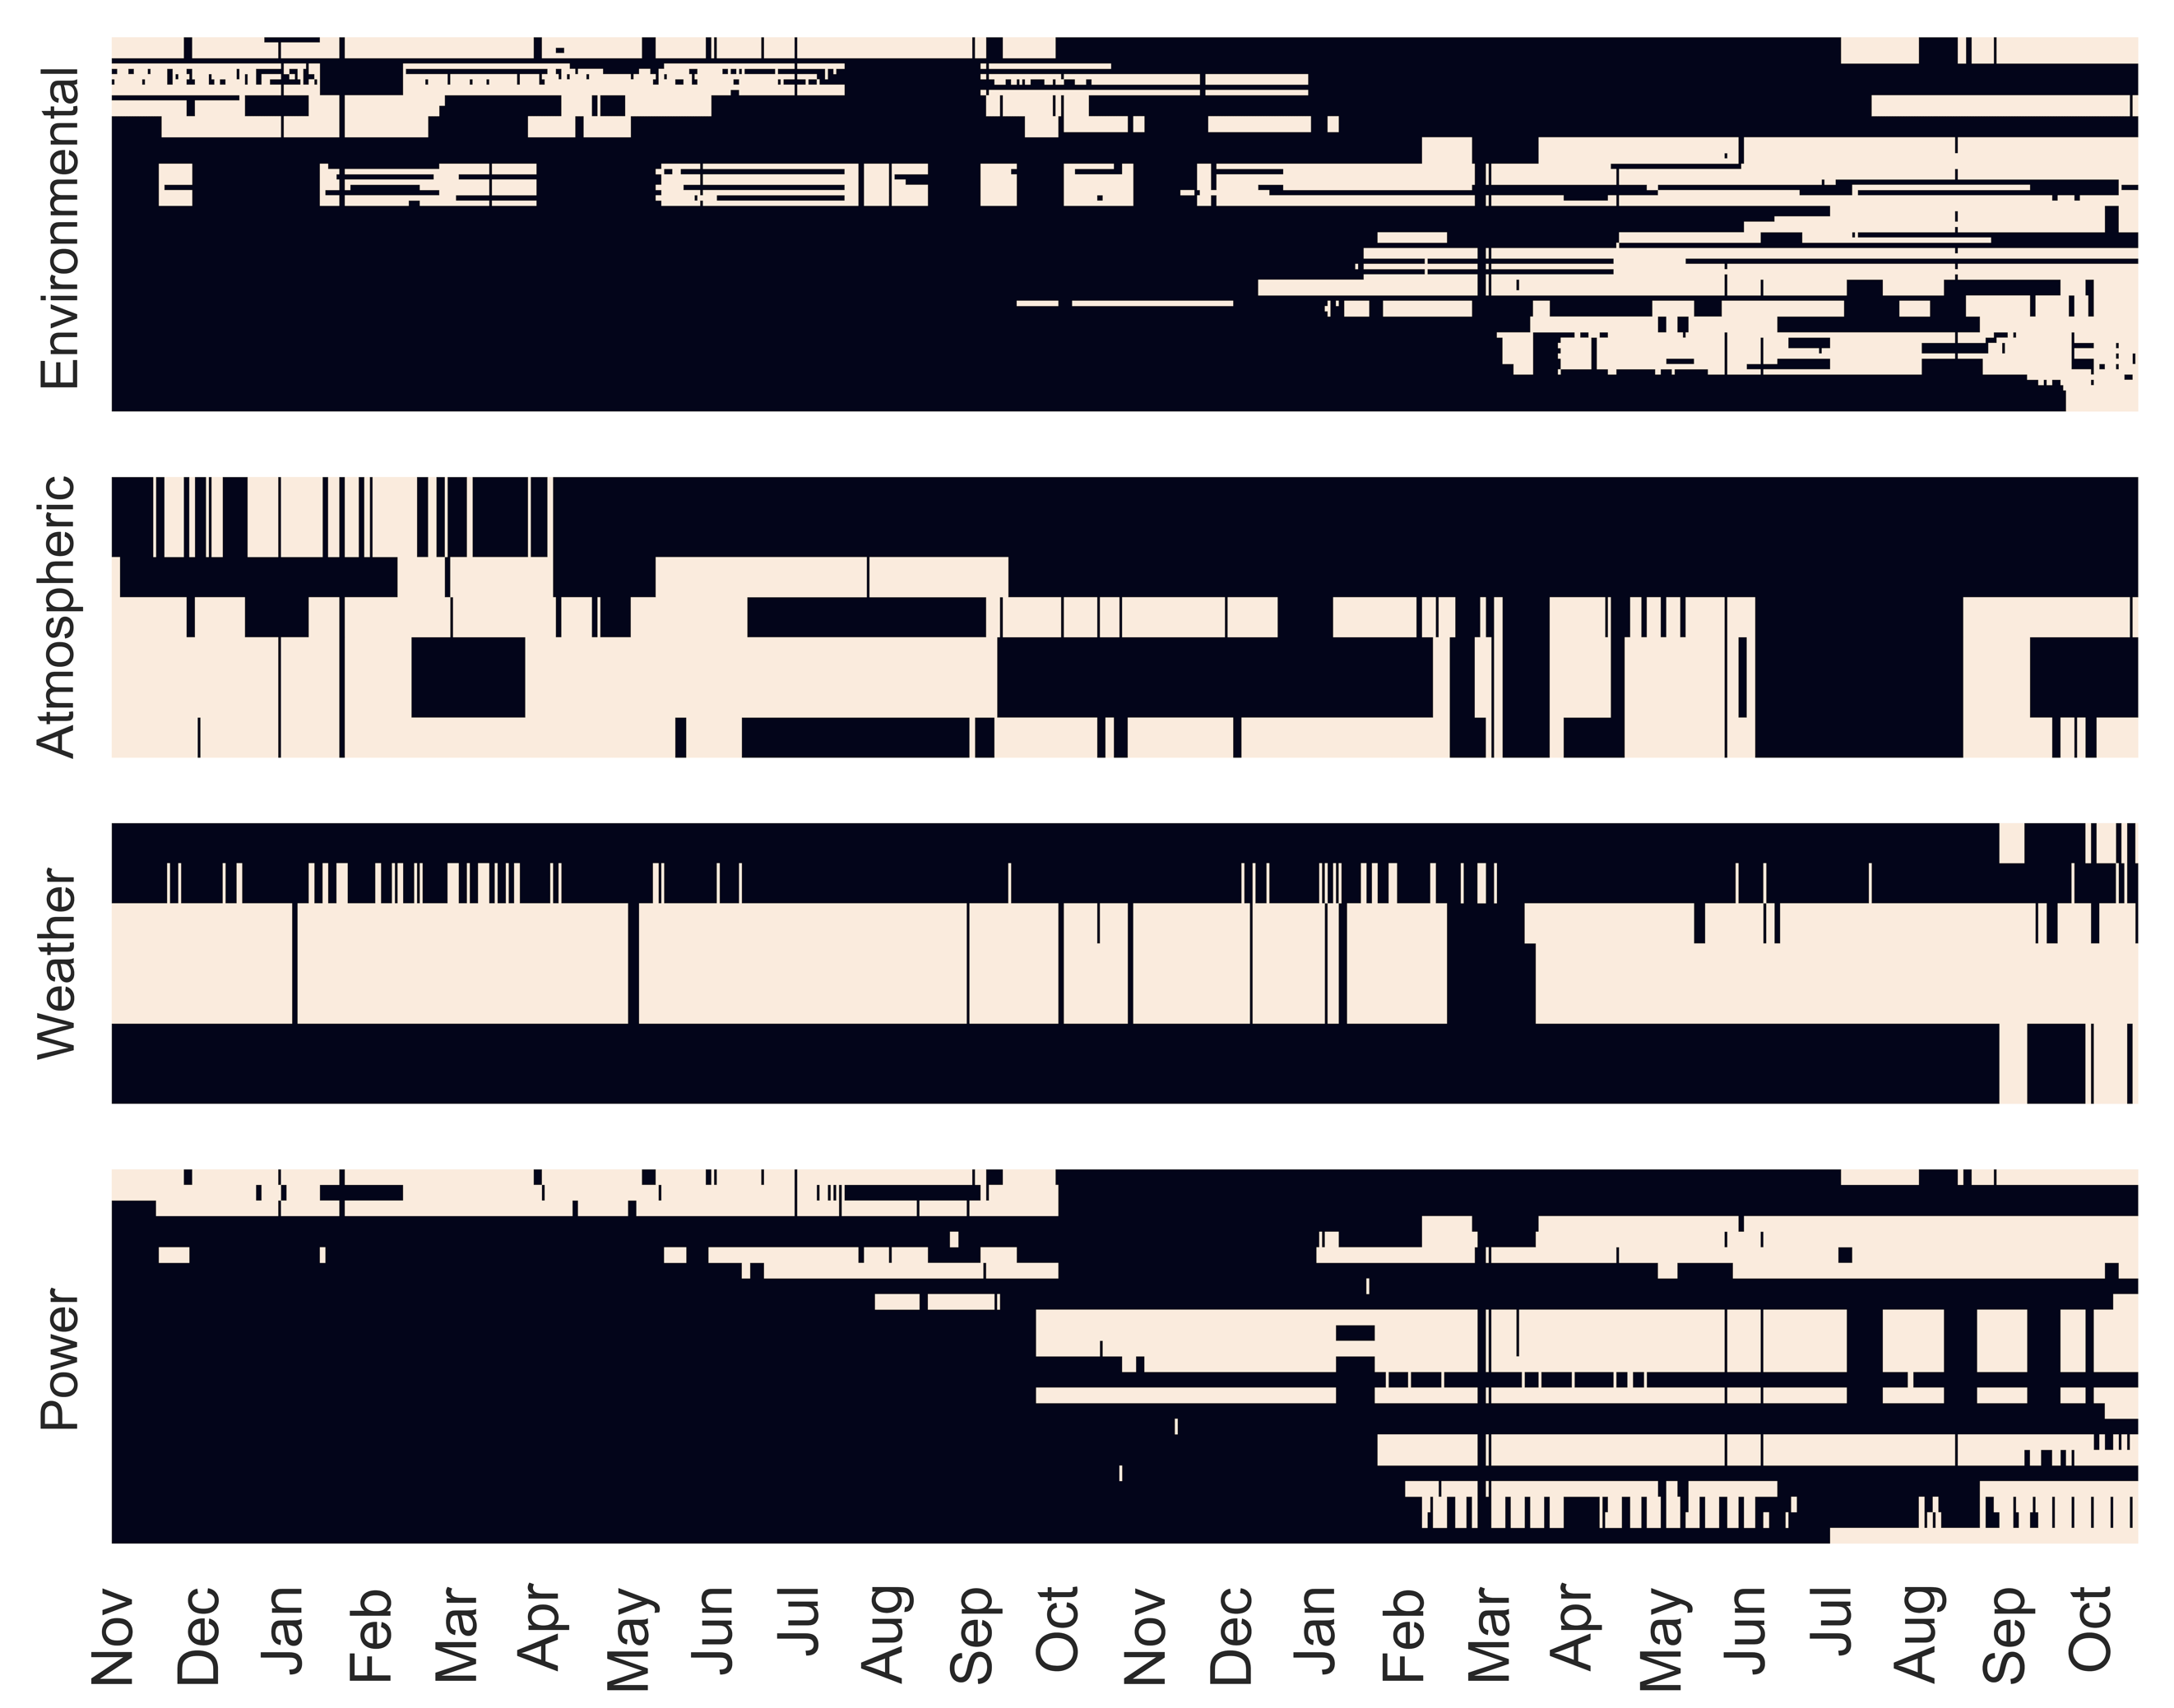 Environmental
Atmospheric
Weather
Power
Nov
Dec
Jan
Feb
Mar
Apr
May
Jun
Jul
Aug
Sep
Oct
Nov
Dec
Jan
Feb
Mar
Apr
May
Jun
Jul
Aug
Sep
Oct